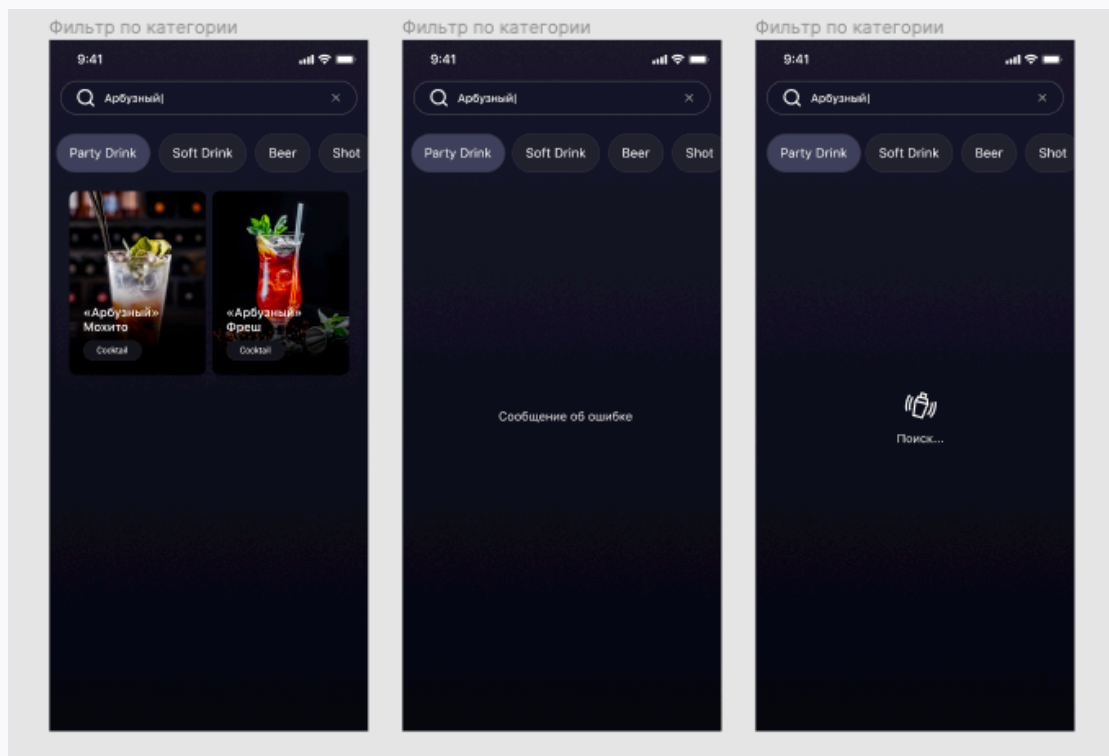 Фильтр по категории
9:41
Арбузный
Party Drink Soft Drink Beer Shot
«Арбузный»
Мохито
Cocktail
«Арбузный»
Фреш
Cocktail
Фильтр по категории
9:41
Арбузный
Party Drink Soft Drink Beer Shot
Сообщение об ошибке
Фильтр по категории
9:41
Арбузный
Party Drink Soft Drink Beer Shot
Поиск...